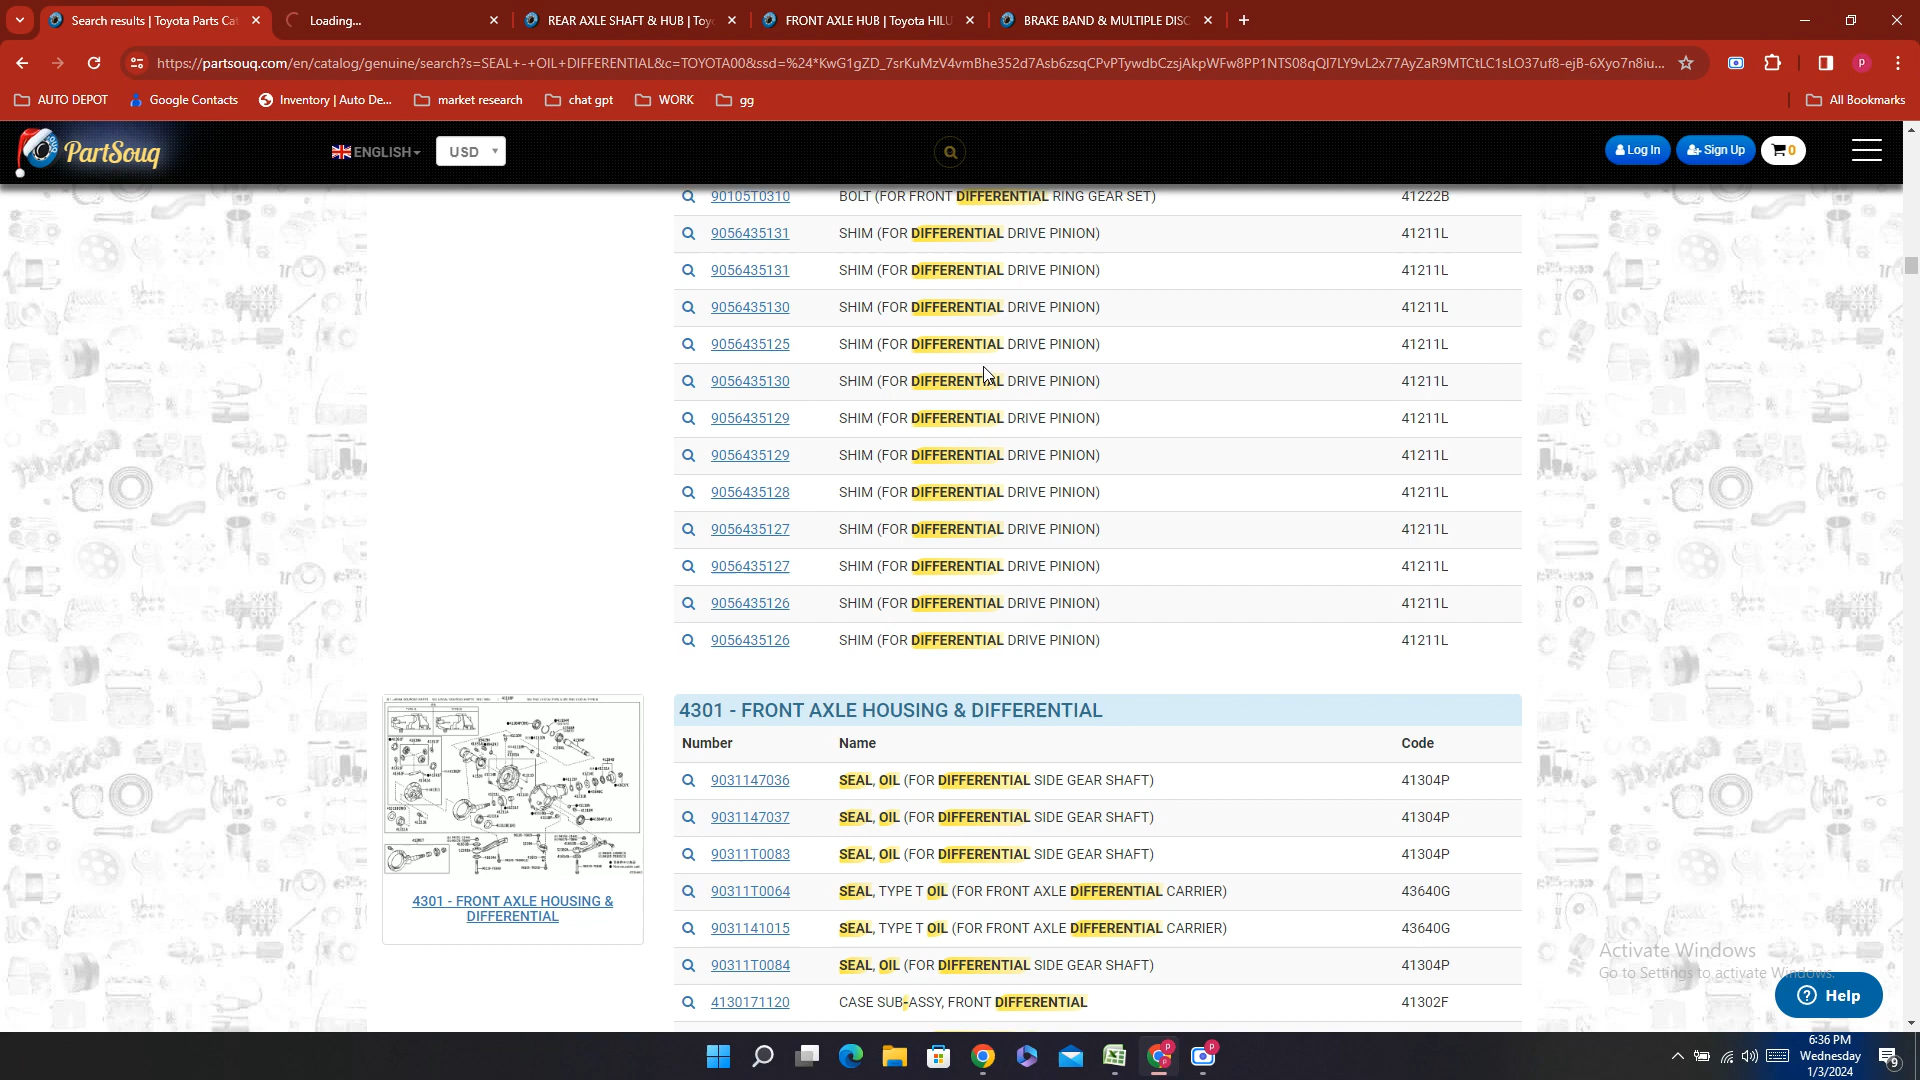 Search results | Toyota Parts Cat
Loading...
REAR AXLE SHAFT & HUB | Toyo
FRONT AXLE HUB | Toyota HILU
BRAKE BAND & MULTIPLE DISC
https://partsouq.com/en/catalog/genuine/search?s=SEAL+-+OIL+DIFFERENTIAL&c=TOYOTA00&ssd=%24*KwG1gZD_7srKuMzV4vmBhe352d7Asb6zsqCPvPTywdbCzsjAkpWFw8PP1NTS08qQI7LY9vL2x77AyZaR9MTCtLC1sLO37uf8-ejB-6Xyo7n8iu...
AUTO DEPOT
Google Contacts
Inventory | Auto De...
market research
chat gpt
WORK
gg
All Bookmarks
PartSouq
ENGLISH
USD
Log In
Sign Up
0
90105T0310 BOLT (FOR FRONT DIFFERENTIAL RING GEAR SET) 41222B
9056435131 SHIM (FOR DIFFERENTIAL DRIVE PINION) 41211L
9056435131 SHIM (FOR DIFFERENTIAL DRIVE PINION) 41211L
9056435130 SHIM (FOR DIFFERENTIAL DRIVE PINION) 41211L
9056435125 SHIM (FOR DIFFERENTIAL DRIVE PINION) 41211L
9056435130 SHIM (FOR DIFFERENTIAL DRIVE PINION) 41211L
9056435129 SHIM (FOR DIFFERENTIAL DRIVE PINION) 41211L
9056435129 SHIM (FOR DIFFERENTIAL DRIVE PINION) 41211L
9056435128 SHIM (FOR DIFFERENTIAL DRIVE PINION) 41211L
9056435127 SHIM (FOR DIFFERENTIAL DRIVE PINION) 41211L
9056435127 SHIM (FOR DIFFERENTIAL DRIVE PINION) 41211L
9056435126 SHIM (FOR DIFFERENTIAL DRIVE PINION) 41211L
9056435126 SHIM (FOR DIFFERENTIAL DRIVE PINION) 41211L
4301 - FRONT AXLE HOUSING &
DIFFERENTIAL
4301 - FRONT AXLE HOUSING & DIFFERENTIAL
Number Name Code
9031147036 SEAL, OIL (FOR DIFFERENTIAL SIDE GEAR SHAFT) 41304P
9031147037 SEAL, OIL (FOR DIFFERENTIAL SIDE GEAR SHAFT) 41304P
90311T0083 SEAL, OIL (FOR DIFFERENTIAL SIDE GEAR SHAFT) 41304P
90311T0064 SEAL, TYPE T OIL (FOR FRONT AXLE DIFFERENTIAL CARRIER) 43640G
9031141015 SEAL, TYPE T OIL (FOR FRONT AXLE DIFFERENTIAL CARRIER) 43640G
90311T0084 SEAL, OIL (FOR DIFFERENTIAL SIDE GEAR SHAFT) 41304P
4130171120 CASE SUB-ASSY, FRONT DIFFERENTIAL 41302F
Activate Windows
Go to Settings to activate Windows.
Help
6:36 PM
Wednesday
1/3/2024
9